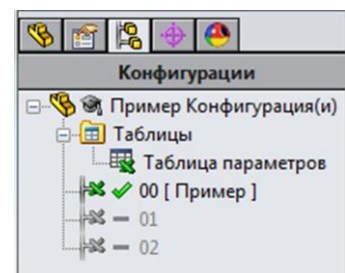 Конфигурации
Пример Конфигурация(и)
Таблицы
Таблица параметров
00 [ Пример ]
01
02